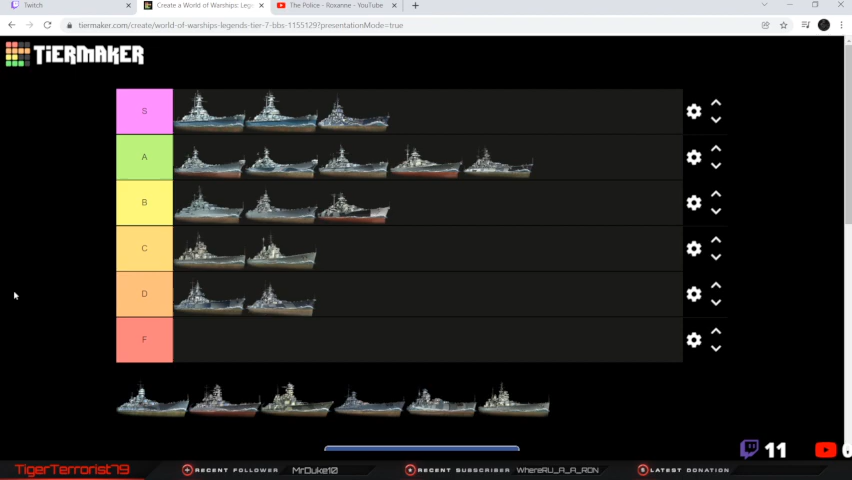 Twitch
Create a World of Warships: Leg
The Police - Roxanne - YouTube
tiermaker.com/create/world-of-warships-legends-tier-7-bbs-1155129?presentationMode=true
TIERMAKER
S
A
B
C
D
F
11
TigerTerrorist79
RECENT FOLLOWER
MrDuke10
RECENT SUBSCRIBER
WhereRU_A_A_RON
LATEST DONATION